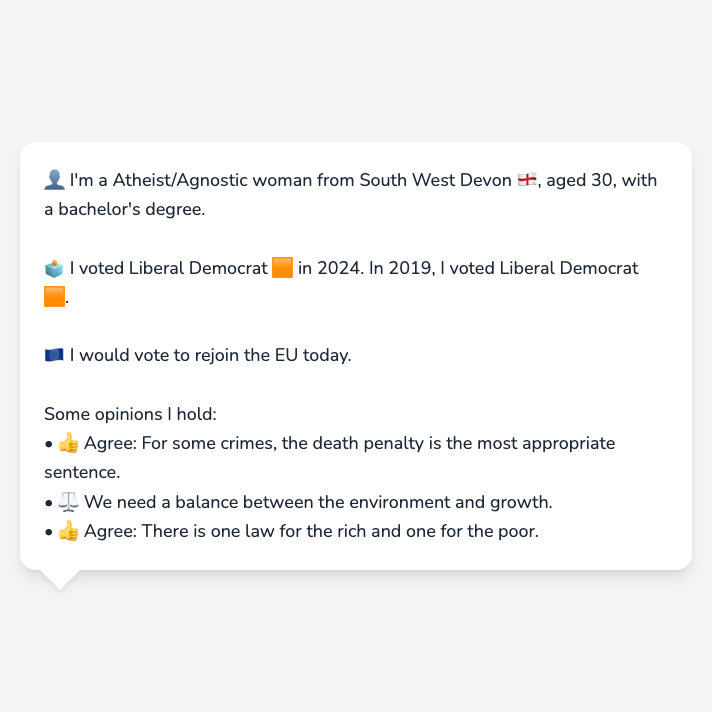 👤 I'm a Atheist/Agnostic woman from South West Devon 🏴󠁧󠁢󠁥󠁮󠁧󠁿, aged 30, with
a bachelor's degree.
🗳️ I voted Liberal Democrat 🟧 in 2024. In 2019, I voted Liberal Democrat
🟧.
🇪🇺 I would vote to rejoin the EU today.
Some opinions I hold:
• 👍 Agree: For some crimes, the death penalty is the most appropriate
sentence.
• ⚖️ We need a balance between the environment and growth.
• 👍 Agree: There is one law for the rich and one for the poor.